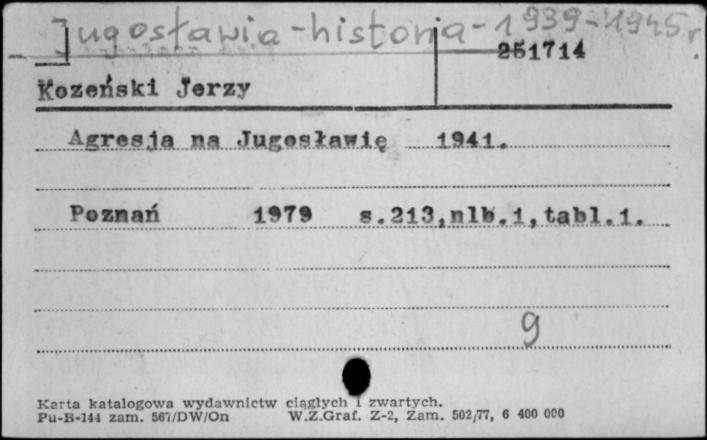 Jugosławia - historia - 1939-1945 r.
251714
Kozeński Jerzy
Agresja na Jugosławię 1941.
Poznań 1979 s.213,nlb.1,tabl.1.
9
Karta katalogowa wydawnictw ciągłych i zwartych.
Pu-B-144 zam. 567/DW/On W.Z.Graf. Z-2, Zam. 502/77, 6 400 000